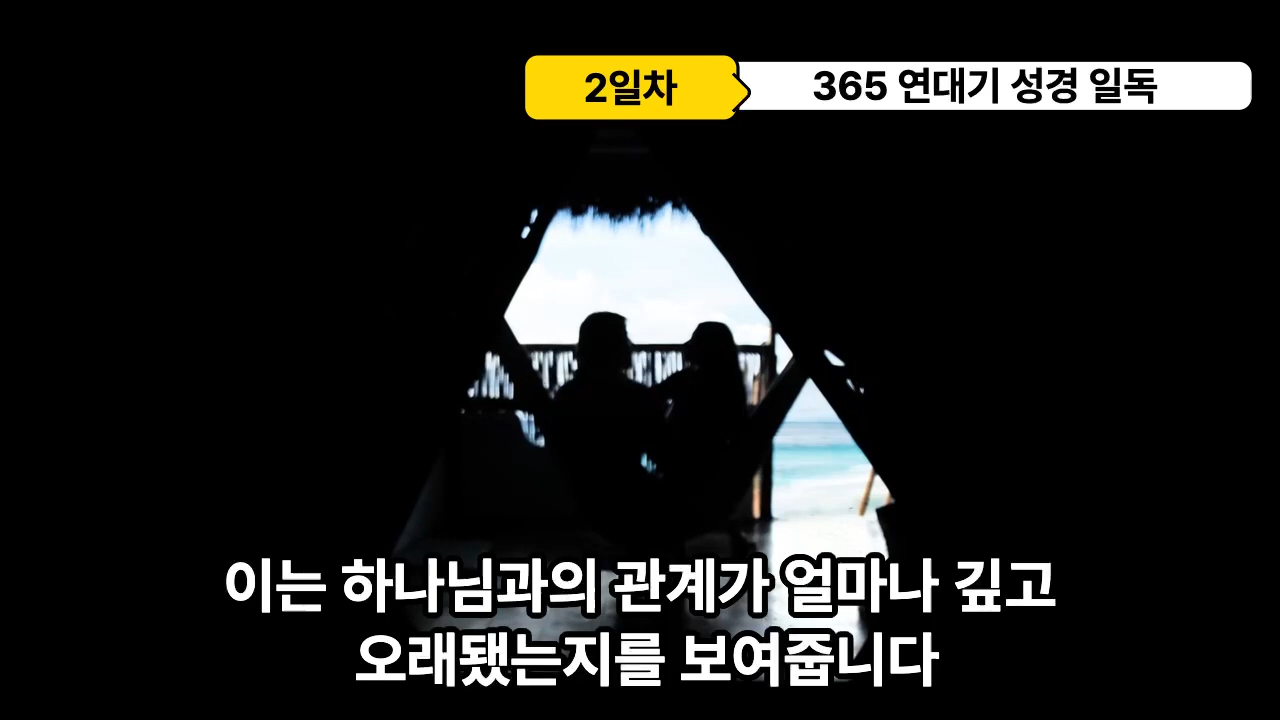 2일차
365 연대기 성경 일독
이는 하나님과의 관계가 얼마나 깊고
오래됐는지를 보여줍니다